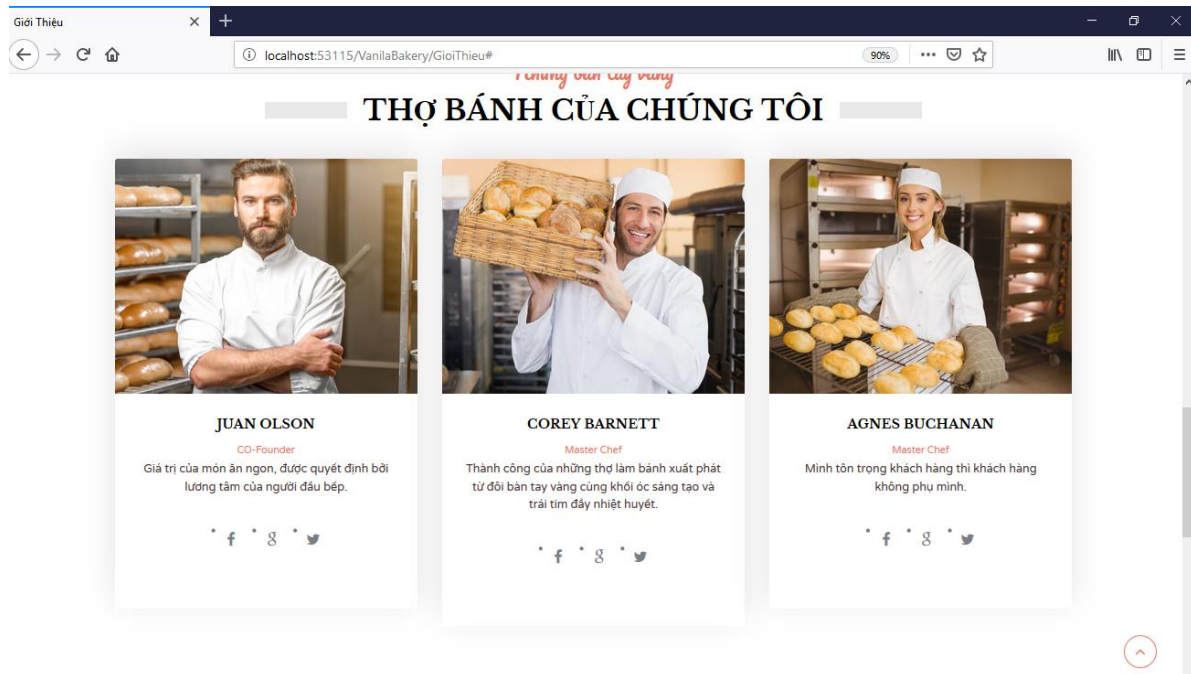 Giới Thiệu
localhost:53115/VanilaBakery/GioiThieu#
90%
Những bàn tay vàng
THỢ BÁNH CỦA CHÚNG TÔI
JUAN OLSON
CO-Founder
Giá trị của món ăn ngon, được quyết định bởi
lương tâm của người đầu bếp.
COREY BARNETT
Master Chef
Thành công của những thợ làm bánh xuất phát
từ đôi bàn tay vàng cùng khối óc sáng tạo và
trái tim đầy nhiệt huyết.
AGNES BUCHANAN
Master Chef
Mình tôn trọng khách hàng thì khách hàng
không phụ mình.